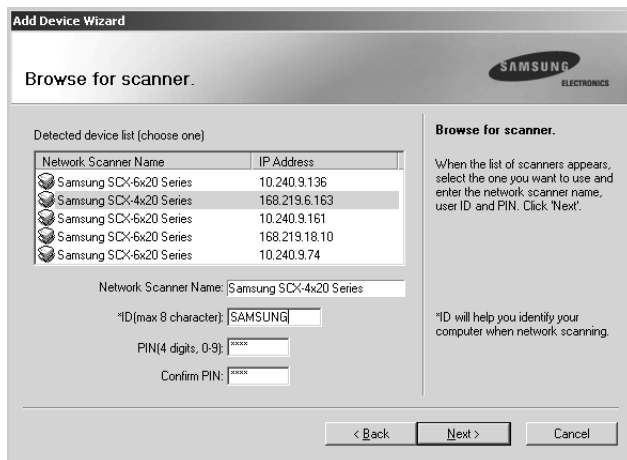 Add Device Wizard
Browse for scanner.
SAMSUNG
ELECTRONICS
Detected device list (choose one)
Network Scanner Name IP Address
Samsung SCX-6x20 Series 10.240.9.136
Samsung SCX-4x20 Series 168.219.6.163
Samsung SCX-6x20 Series 10.240.9.161
Samsung SCX-6x20 Series 168.219.18.10
Samsung SCX-6x20 Series 10.240.9.74
Network Scanner Name: Samsung SCX-4x20 Series
*ID(max 8 character): SAMSUNG
PIN(4 digits, 0-9): ****
Confirm PIN: ****
Browse for scanner.
When the list of scanners appears,
select the one you want to use and
enter the network scanner name,
user ID and PIN. Click 'Next'.
*ID will help you identify your
computer when network scanning.
< Back
Next >
Cancel